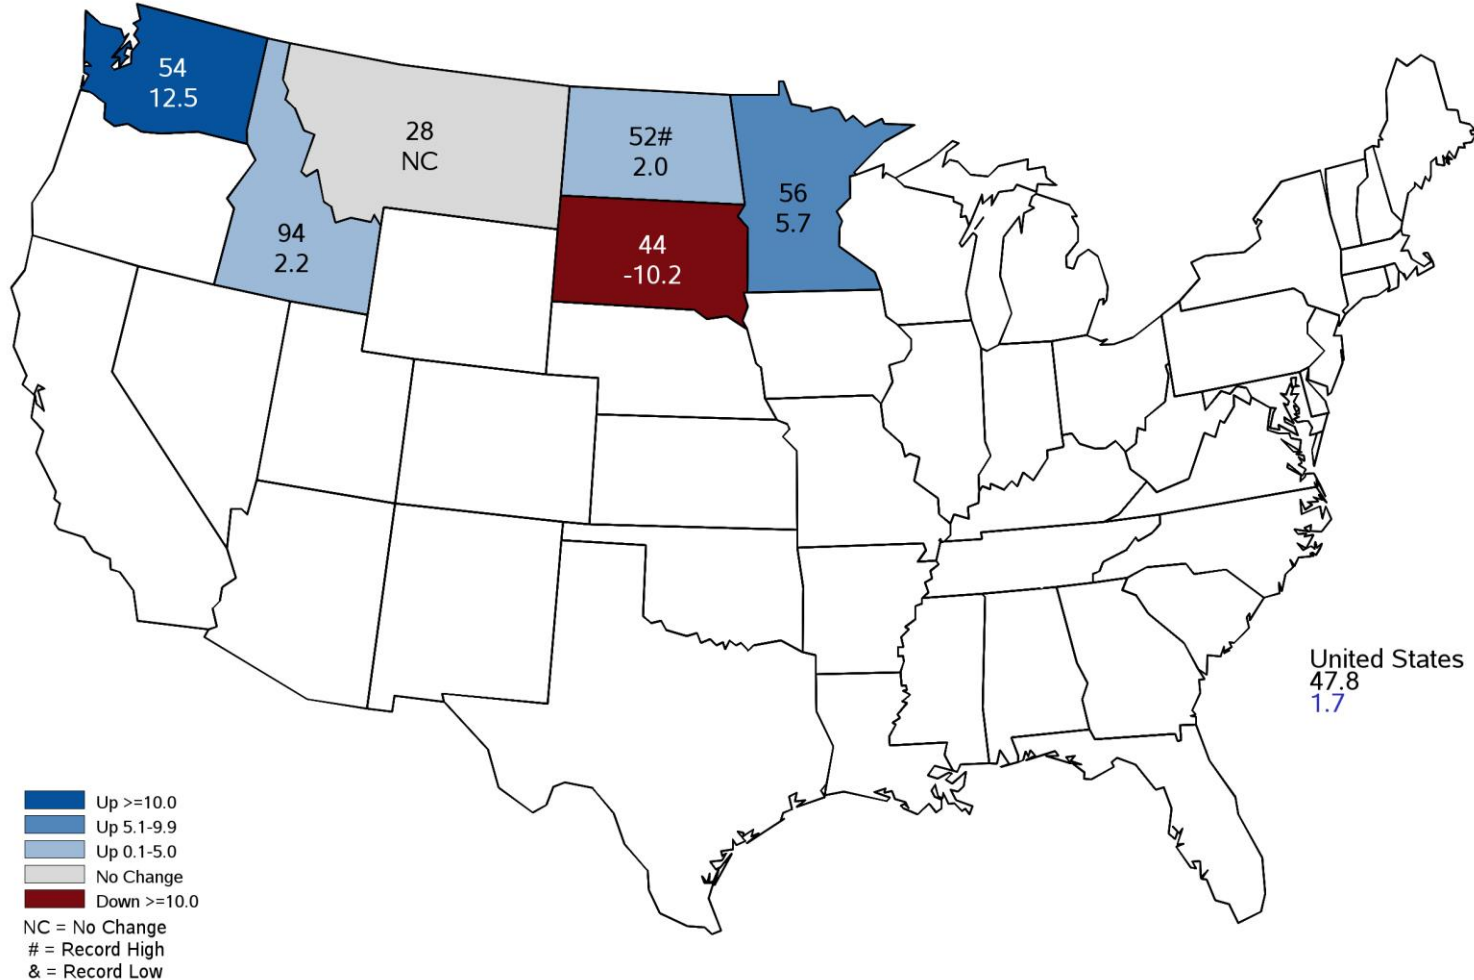 54
12.5
28
NC
52#
2.0
56
5.7
94
2.2
44
-10.2
United States
47.8
1.7
Up >=10.0
Up 5.1-9.9
Up 0.1-5.0
No Change
Down >=10.0
NC = No Change
# = Record High
& = Record Low